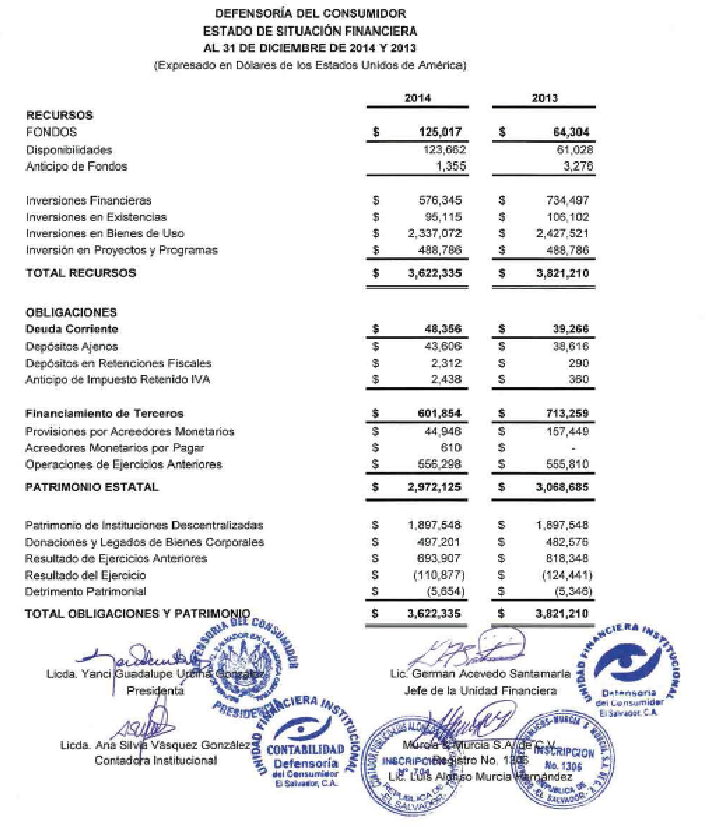 DEFENSORÍA DEL CONSUMIDOR
ESTADO DE SITUACIÓN FINANCIERA
AL 31 DE DICIEMBRE DE 2014 Y 2013
(Expresado en Dólares de los Estados Unidos de América)
2014 2013
RECURSOS
FONDOS $ 125,017 $ 64,304
Disponibilidades 123,662 61,028
Anticipo de Fondos 1,355 3,276
Inversiones Financieras $ 576,345 $ 734,497
Inversiones en Existencias $ 95,115 $ 106,102
Inversiones en Bienes de Uso $ 2,337,072 $ 2,427,521
Inversión en Proyectos y Programas $ 488,786 $ 488,786
TOTAL RECURSOS $ 3,622,335 $ 3,821,210
OBLIGACIONES
Deuda Corriente $ 48,356 $ 39,266
Depósitos Ajenos $ 43,606 $ 38,616
Depósitos en Retenciones Fiscales $ 2,312 $ 290
Anticipo de Impuesto Retenido IVA $ 2,438 $ 360
Financiamiento de Terceros $ 601,854 $ 713,259
Provisiones por Acreedores Monetarios $ 44,946 $ 157,449
Acreedores Monetarios por Pagar $ 610 $ -
Operaciones de Ejercicios Anteriores $ 556,298 $ 555,810
PATRIMONIO ESTATAL $ 2,972,125 $ 3,068,685
Patrimonio de Instituciones Descentralizadas $ 1,897,548 $ 1,897,548
Donaciones y Legados de Bienes Corporales $ 497,201 $ 482,576
Resultado de Ejercicios Anteriores $ 693,907 $ 818,348
Resultado del Ejercicio $ (110,877) $ (124,441)
Detrimento Patrimonial $ (5,654) $ (5,346)
TOTAL OBLIGACIONES Y PATRIMONIO $ 3,622,335 $ 3,821,210
DEFENSORÍA DEL CONSUMIDOR
PRESIDENCIA
Licda. Yanci Guadalupe Urbina González
Presidenta
Lic. German Acevedo Santamarla
Jefe de la Unidad Financiera
UNIDAD FINANCIERA INSTITUCIONAL
Defensoría
del Consumidor
El Salvador, C.A.
Licda. Ana Silvia Vásquez González
Contadora Institucional
UNIDAD FINANCIERA INSTITUCIONAL
CONTABILIDAD
Defensoría
del Consumidor
El Salvador, C.A.
Murcia & Murcia S.A. de C.V.
Registro No. 1306
Lic. Luis Alonso Murcia Hernández
INSCRIPCION
N° 704
REPUBLICA DE
EL SALVADOR
MURCIA & MURCIA, S.A. DE C.V.
INSCRIPCION
No. 1306
REPUBLICA DE
EL SALVADOR